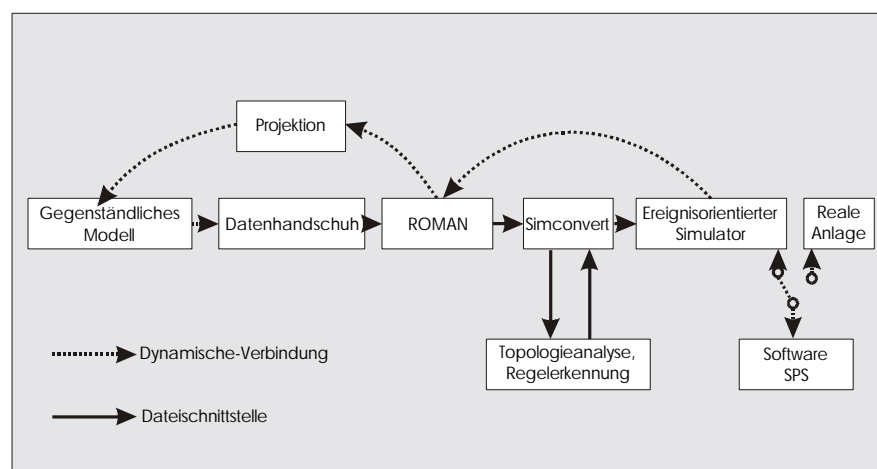 Projektion
Gegenständliches
Modell
Datenhandschuh
ROMAN
Simconvert
Ereignisorientierter
Simulator
Reale
Anlage
Topologieanalyse,
Regelerkennung
Software
SPS
Dynamische-Verbindung
Dateischnittstelle